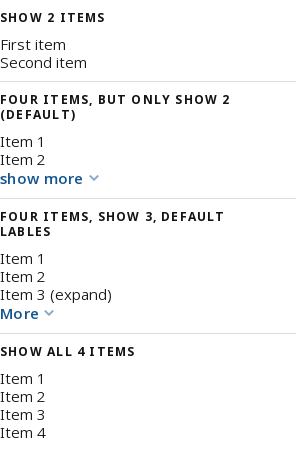 SHOW 2 ITEMS
First item
Second item
FOUR ITEMS, BUT ONLY SHOW 2
(DEFAULT)
Item 1
Item 2
show more
FOUR ITEMS, SHOW 3, DEFAULT
LABLES
Item 1
Item 2
Item 3 (expand)
More
SHOW ALL 4 ITEMS
Item 1
Item 2
Item 3
Item 4